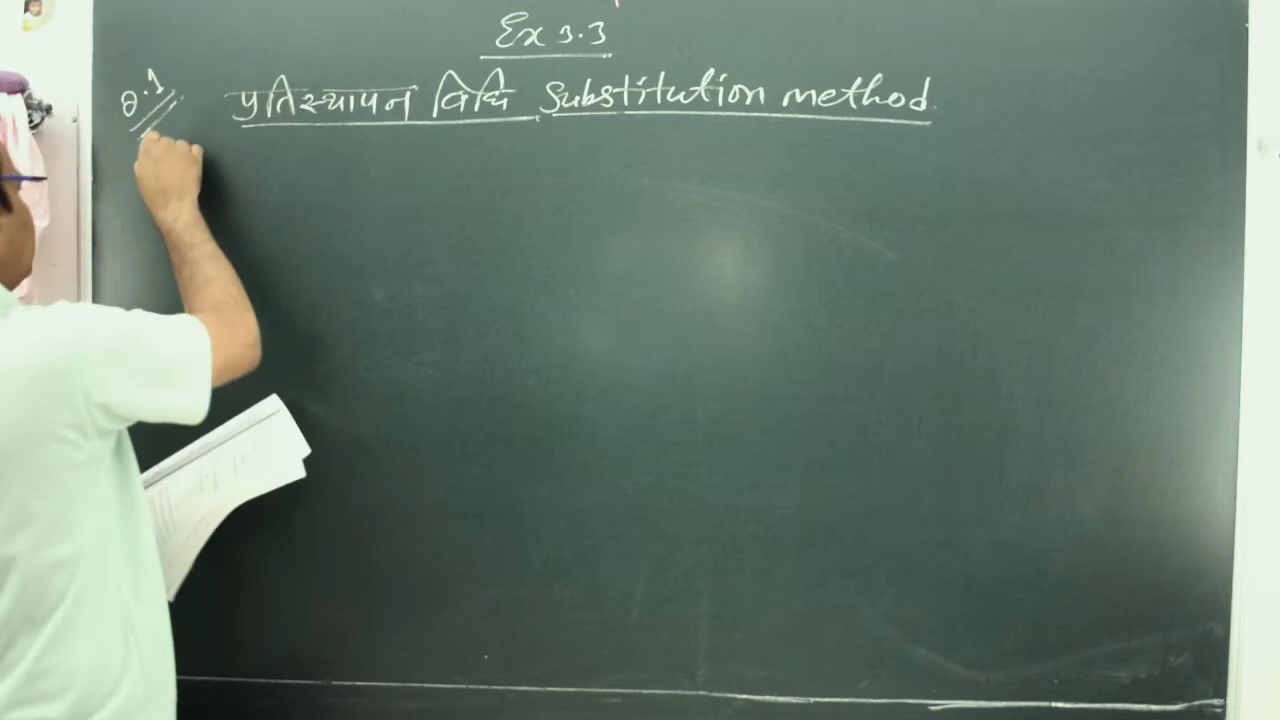 Ex 3.3
Q.1 प्रतिस्थापन विधि Substitution method